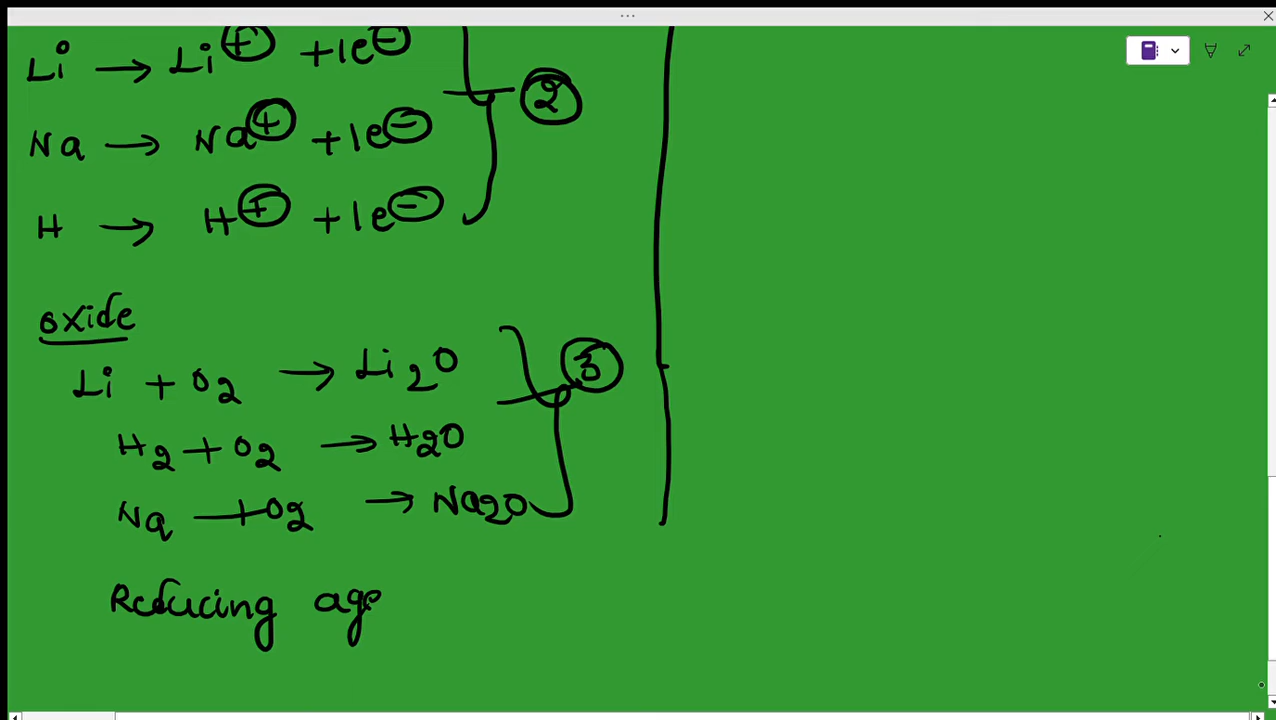 Li → Li⊕ + 1e⊖
Na → Na⊕ + 1e⊖
2
H → H⊕ + 1e⊖
oxide
Li + O₂ → Li₂O
3
H₂ + O₂ → H₂O
Na + O₂ → Na₂O
Reducing age